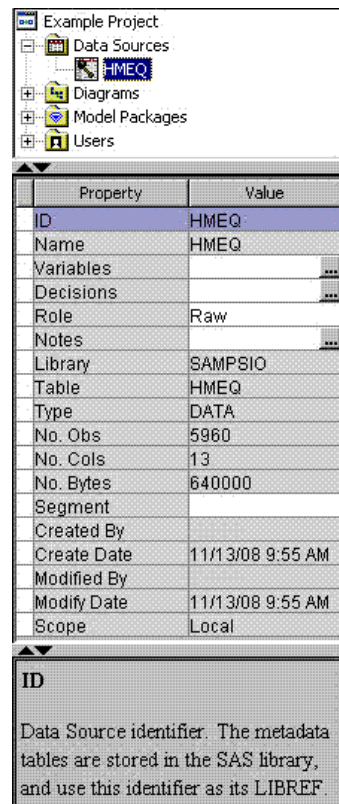 Example Project
Data Sources
HMEQ
Diagrams
Model Packages
Users
Property Value
ID HMEQ
Name HMEQ
Variables ...
Decisions ...
Role Raw
Notes ...
Library SAMPSIO
Table HMEQ
Type DATA
No. Obs 5960
No. Cols 13
No. Bytes 640000
Segment
Created By
Create Date 11/13/08 9:55 AM
Modified By
Modify Date 11/13/08 9:55 AM
Scope Local
ID
Data Source identifier. The metadata
tables are stored in the SAS library,
and use this identifier as its LIBREF.